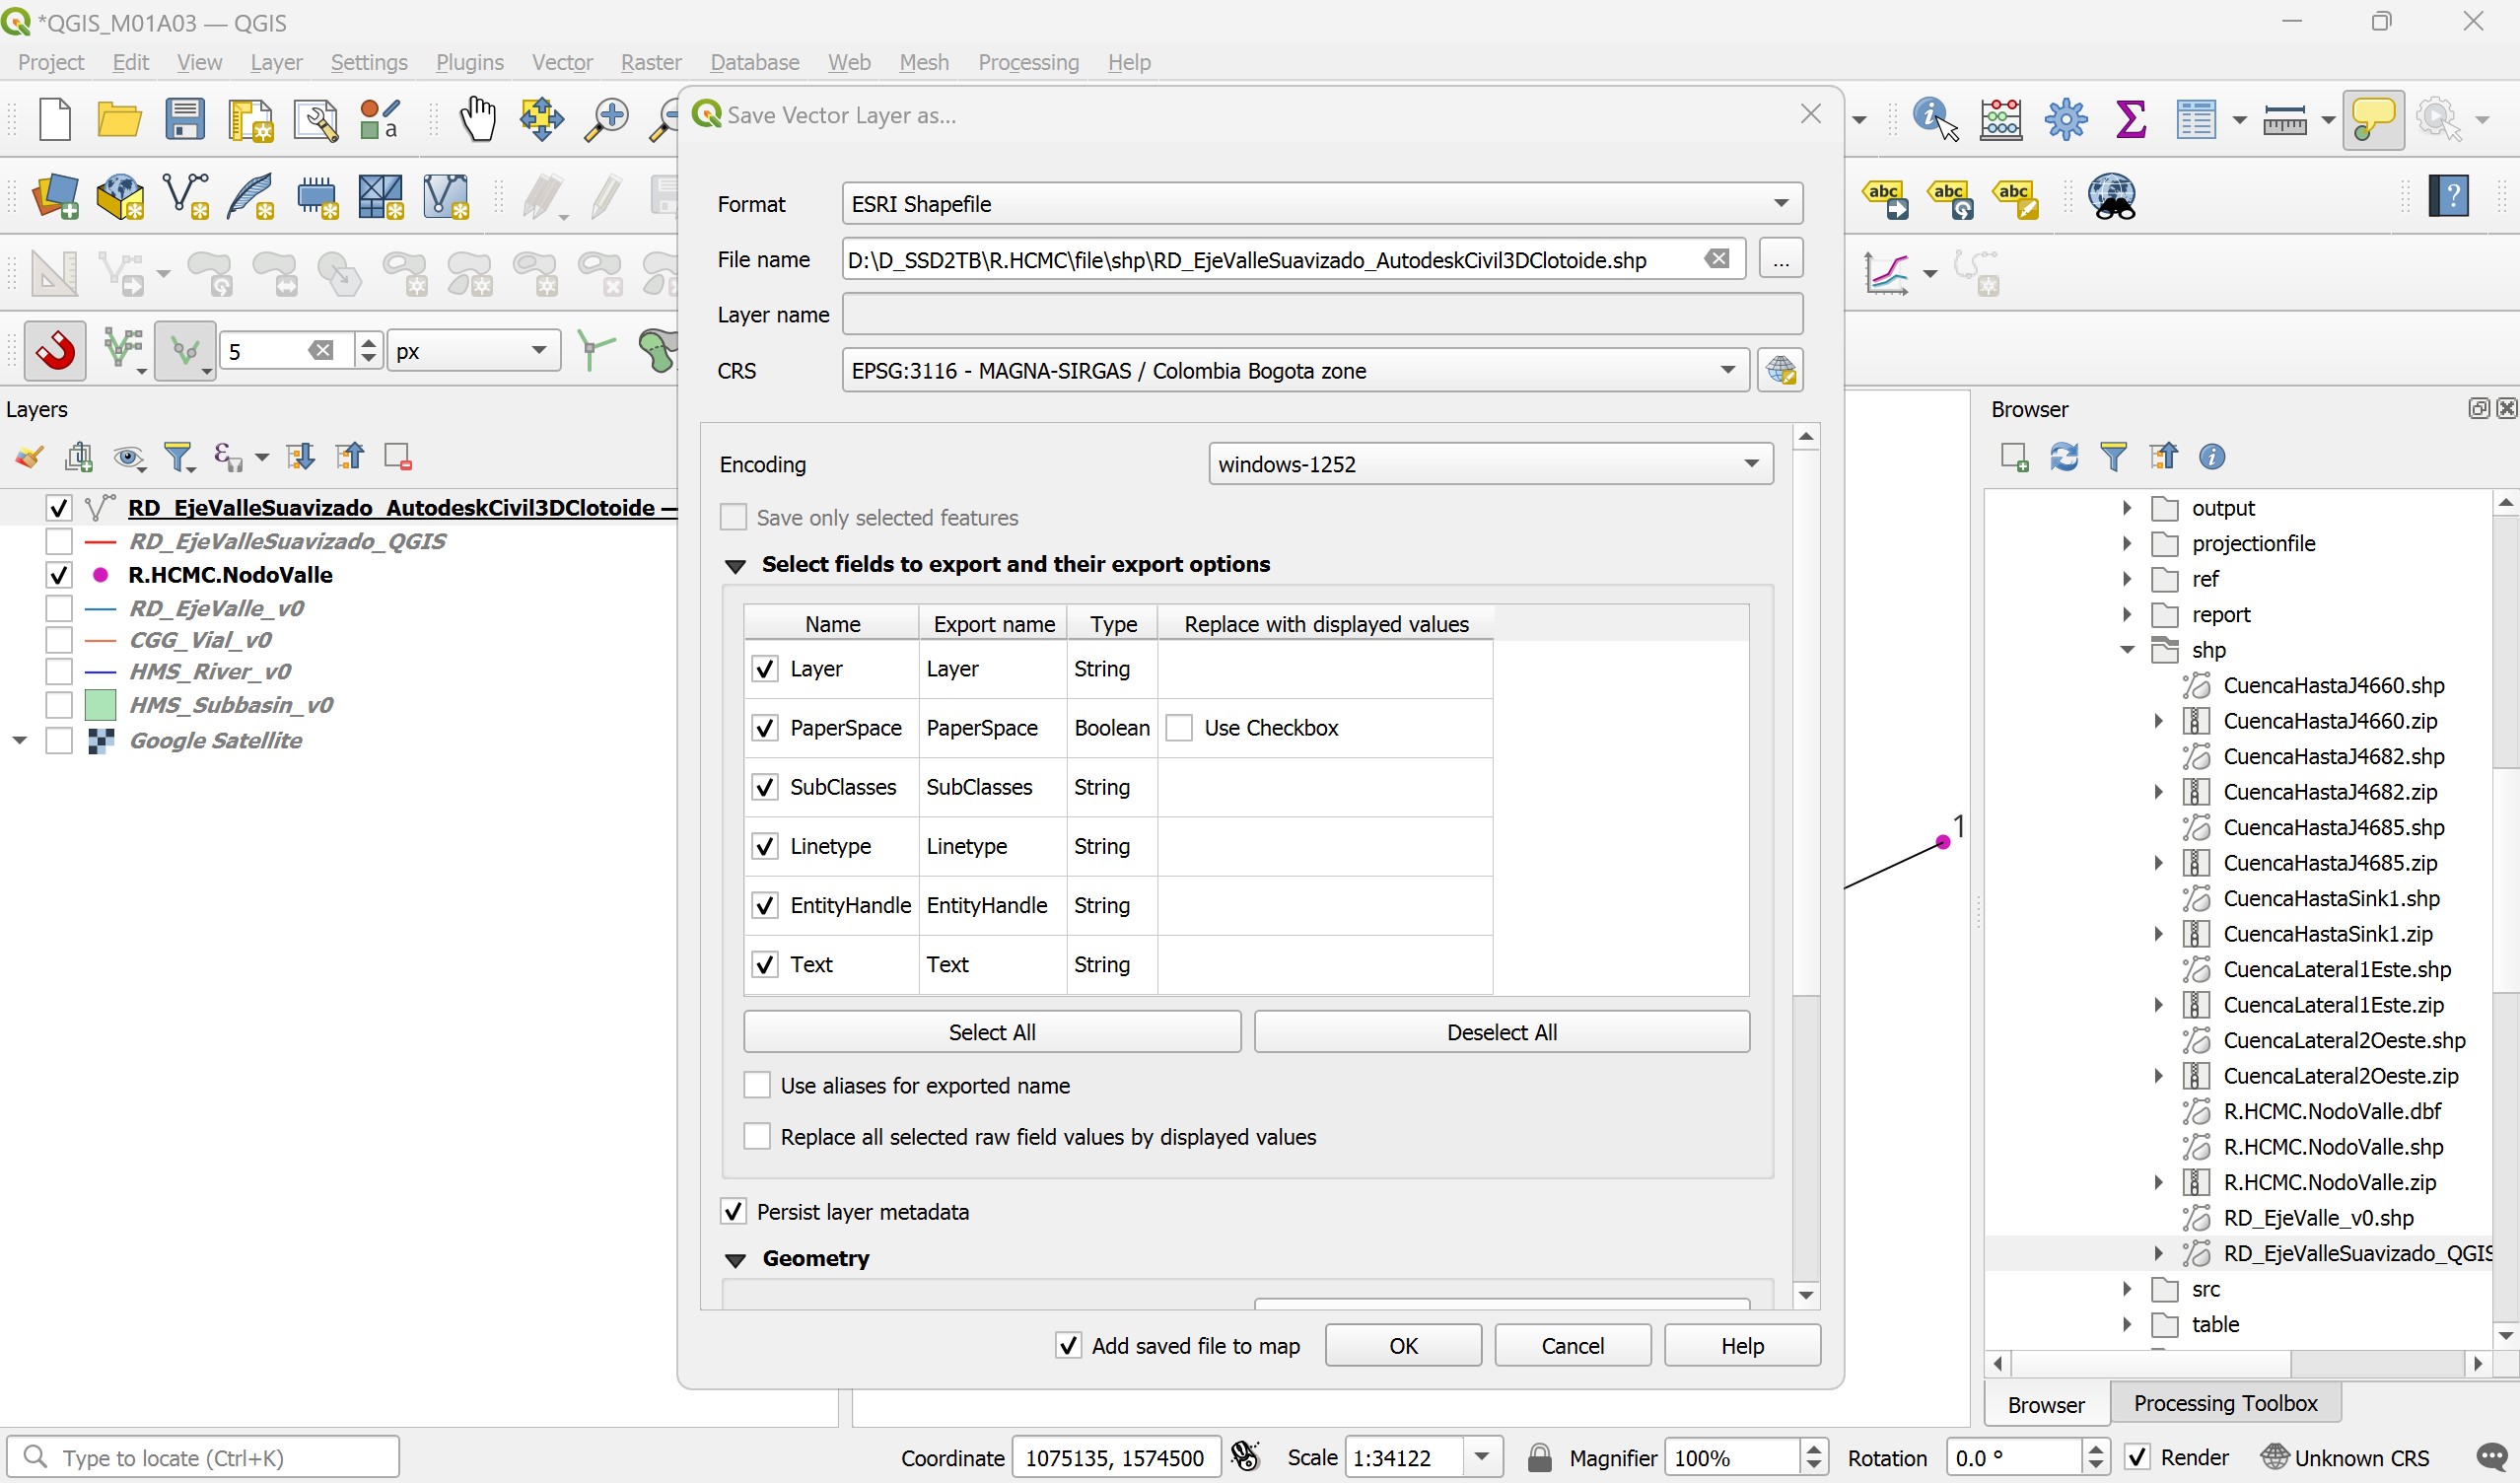 *QGIS_M01A03 — QGIS
Project Edit View Layer Settings Plugins Vector Raster Database Web Mesh Processing Help
Save Vector Layer as...
Format ESRI Shapefile
File name D:\D_SSD2TB\R.HCMC\file\shp\RD_EjeValleSuavizado_AutodeskCivil3DClotoide.shp ...
Layer name
CRS EPSG:3116 - MAGNA-SIRGAS / Colombia Bogota zone
Encoding windows-1252
Save only selected features
Select fields to export and their export options
Name Export name Type Replace with displayed values
Layer Layer String
PaperSpace PaperSpace Boolean Use Checkbox
SubClasses SubClasses String
Linetype Linetype String
EntityHandle EntityHandle String
Text Text String
Select All Deselect All
Use aliases for exported name
Replace all selected raw field values by displayed values
Persist layer metadata
Geometry
Add saved file to map OK Cancel Help
a
abc abc abc
?
5 px
Layers
RD_EjeValleSuavizado_AutodeskCivil3DClotoide —
RD_EjeValleSuavizado_QGIS
R.HCMC.NodoValle
RD_EjeValle_v0
CGG_Vial_v0
HMS_River_v0
HMS_Subbasin_v0
Google Satellite
1
Browser
output
projectionfile
ref
report
shp
CuencaHastaJ4660.shp
CuencaHastaJ4660.zip
CuencaHastaJ4682.shp
CuencaHastaJ4682.zip
CuencaHastaJ4685.shp
CuencaHastaJ4685.zip
CuencaHastaSink1.shp
CuencaHastaSink1.zip
CuencaLateral1Este.shp
CuencaLateral1Este.zip
CuencaLateral2Oeste.shp
CuencaLateral2Oeste.zip
R.HCMC.NodoValle.dbf
R.HCMC.NodoValle.shp
R.HCMC.NodoValle.zip
RD_EjeValle_v0.shp
RD_EjeValleSuavizado_QGIS
src
table
Browser Processing Toolbox
Type to locate (Ctrl+K) Coordinate 1075135, 1574500 Scale 1:34122 Magnifier 100% Rotation 0.0 ° Render Unknown CRS